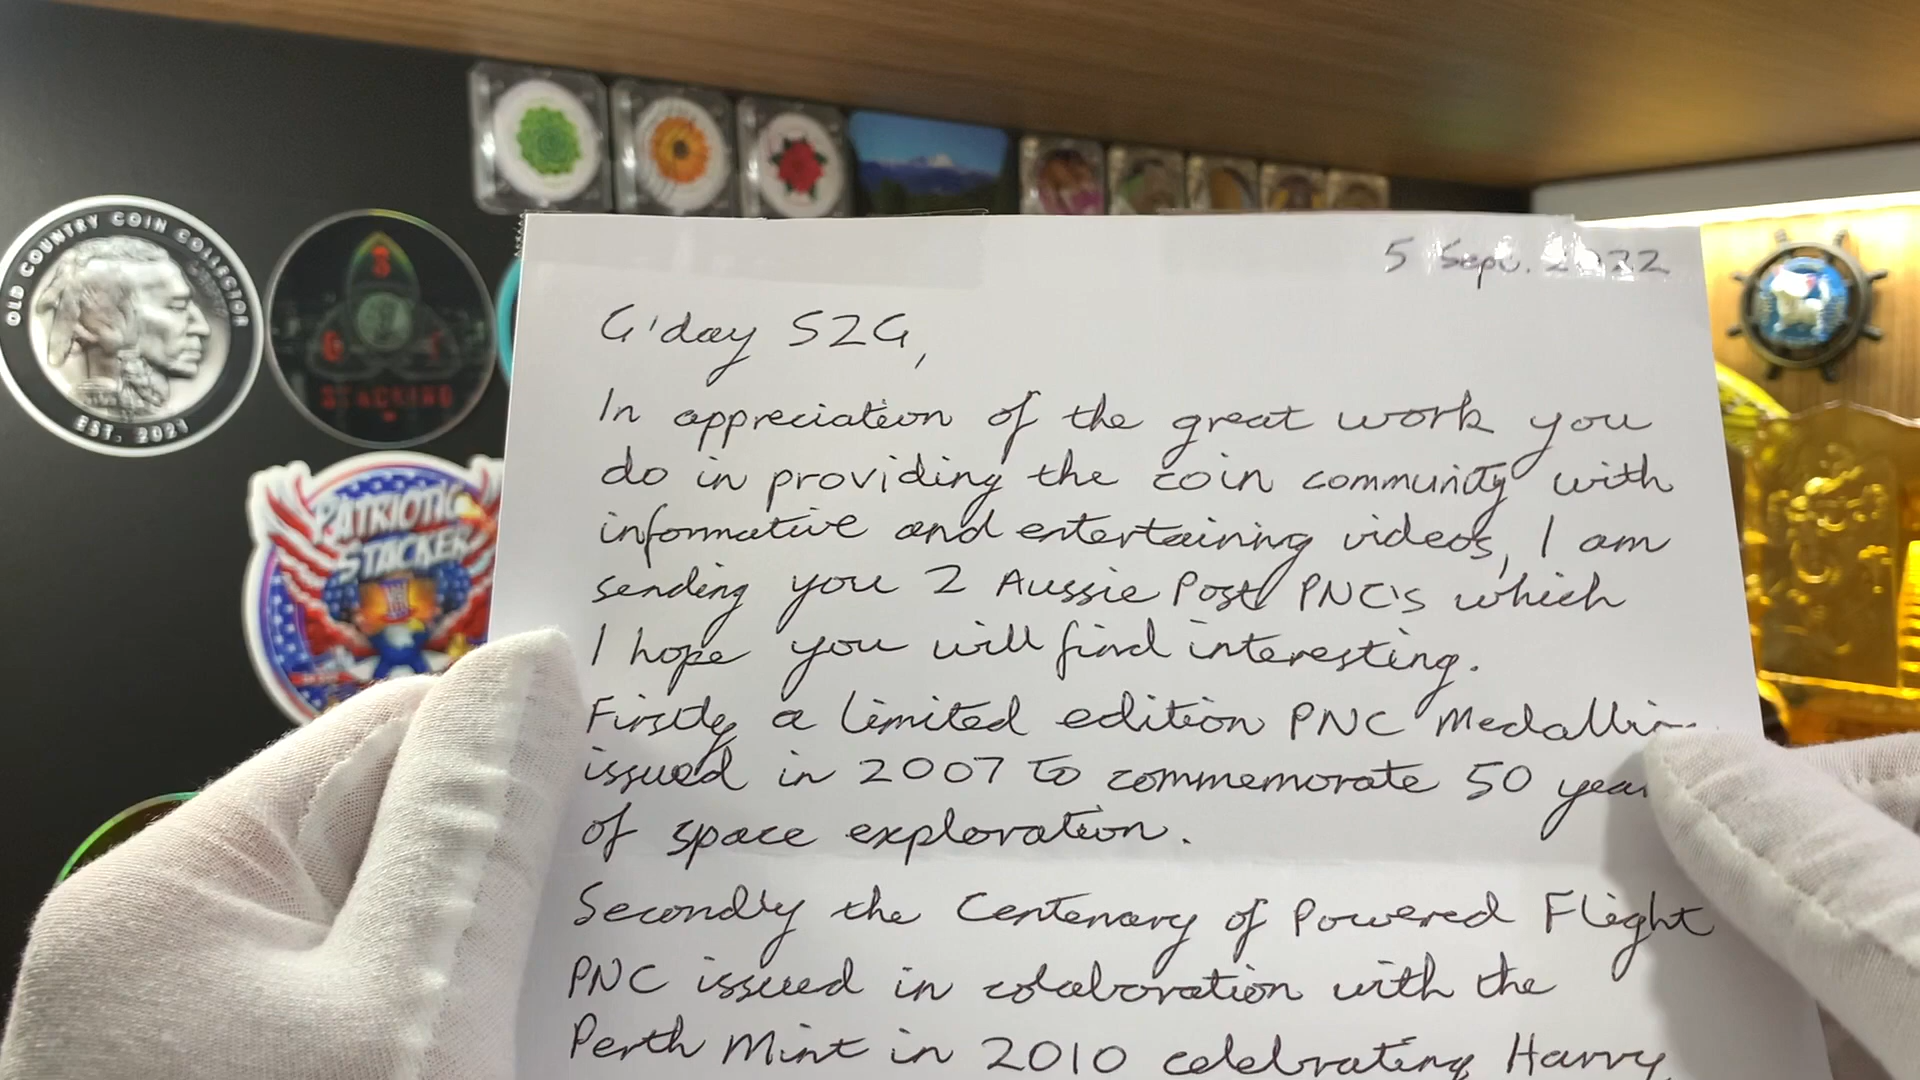 OLD COUNTRY COIN COLLECTOR
EST. 2021
S
G
STACKING
PATRIOTIC
STACKER
5 Sept. 2022
G'day S2G,
In appreciation of the great work you
do in providing the coin community with
informative and entertaining videos, I am
sending you 2 Aussie Post PNC's which
I hope you will find interesting.
Firstly a limited edition PNC Medallion
issued in 2007 to commemorate 50 year
of space exploration.
Secondly the Centenary of Powered Flight
PNC issued in colaboration with the
Perth Mint in 2010 celebrating Harry